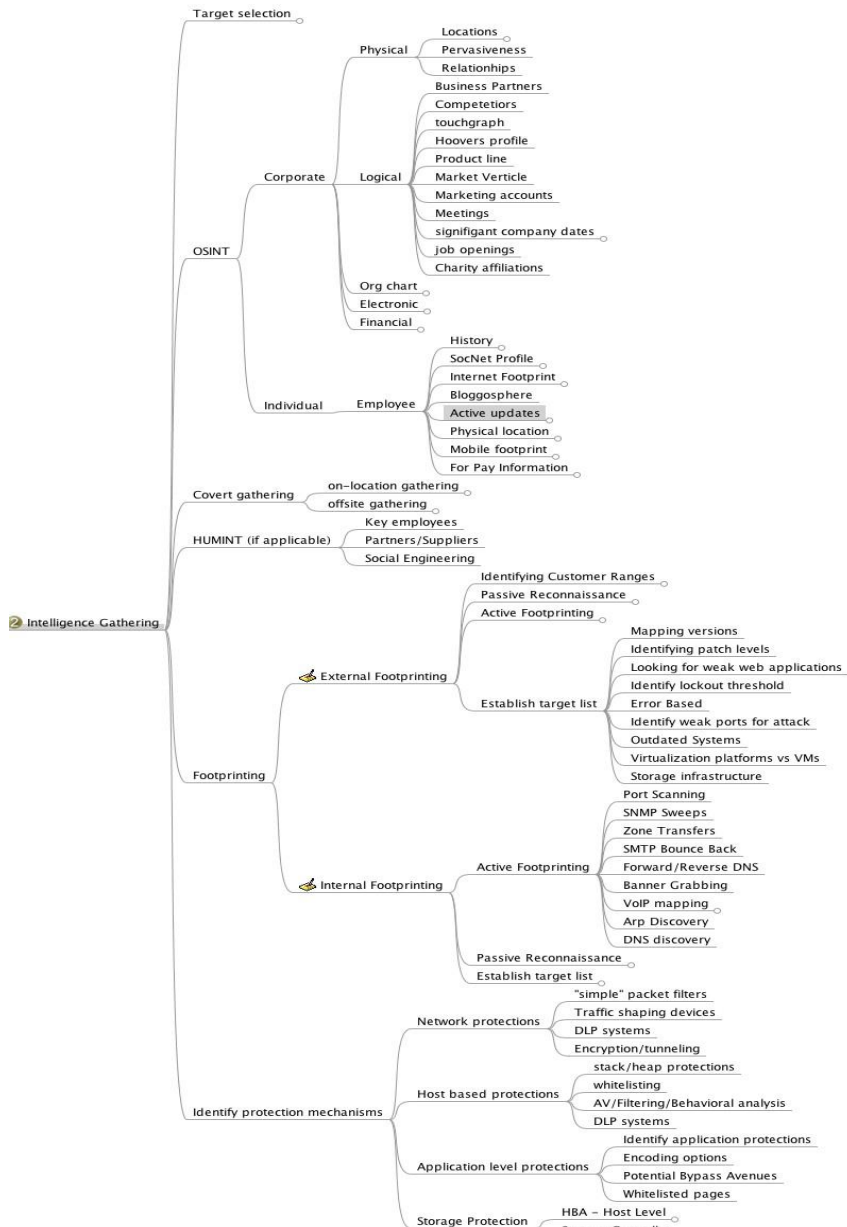 Target selection
Locations
Physical
Pervasiveness
Relationhips
Business Partners
Competetiors
touchgraph
Hoovers profile
Product line
Corporate
Logical
Market Verticle
Marketing accounts
Meetings
signifigant company dates
job openings
OSINT
Charity affiliations
Org chart
Electronic
Financial
History
SocNet Profile
Internet Footprint
Bloggosphere
Individual
Employee
Active updates
Physical location
Mobile footprint
For Pay Information
Covert gathering
on-location gathering
offsite gathering
Key employees
HUMINT (if applicable)
Partners/Suppliers
Social Engineering
2 Intelligence Gathering
Identifying Customer Ranges
Passive Reconnaissance
Active Footprinting
External Footprinting
Mapping versions
Identifying patch levels
Looking for weak web applications
Identify lockout threshold
Establish target list
Error Based
Identify weak ports for attack
Outdated Systems
Virtualization platforms vs VMs
Storage infrastructure
Footprinting
Port Scanning
SNMP Sweeps
Zone Transfers
SMTP Bounce Back
Active Footprinting
Forward/Reverse DNS
Internal Footprinting
Banner Grabbing
VoIP mapping
Arp Discovery
DNS discovery
Passive Reconnaissance
Establish target list
"simple" packet filters
Network protections
Traffic shaping devices
DLP systems
Encryption/tunneling
stack/heap protections
Host based protections
whitelisting
AV/Filtering/Behavioral analysis
DLP systems
Identify protection mechanisms
Identify application protections
Application level protections
Encoding options
Potential Bypass Avenues
Whitelisted pages
Storage Protection
HBA - Host Level